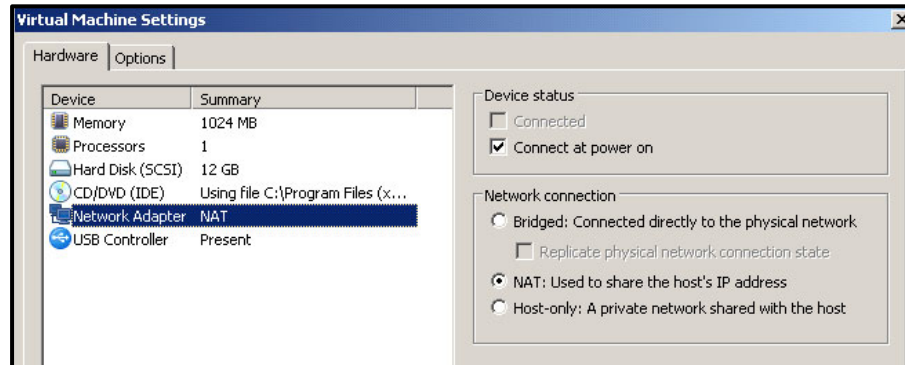 Virtual Machine Settings
Hardware
Options
Device Summary
Memory 1024 MB
Processors 1
Hard Disk (SCSI) 12 GB
CD/DVD (IDE) Using file C:\Program Files (x...
Network Adapter NAT
USB Controller Present
Device status
Connected
Connect at power on
Network connection
Bridged: Connected directly to the physical network
Replicate physical network connection state
NAT: Used to share the host's IP address
Host-only: A private network shared with the host